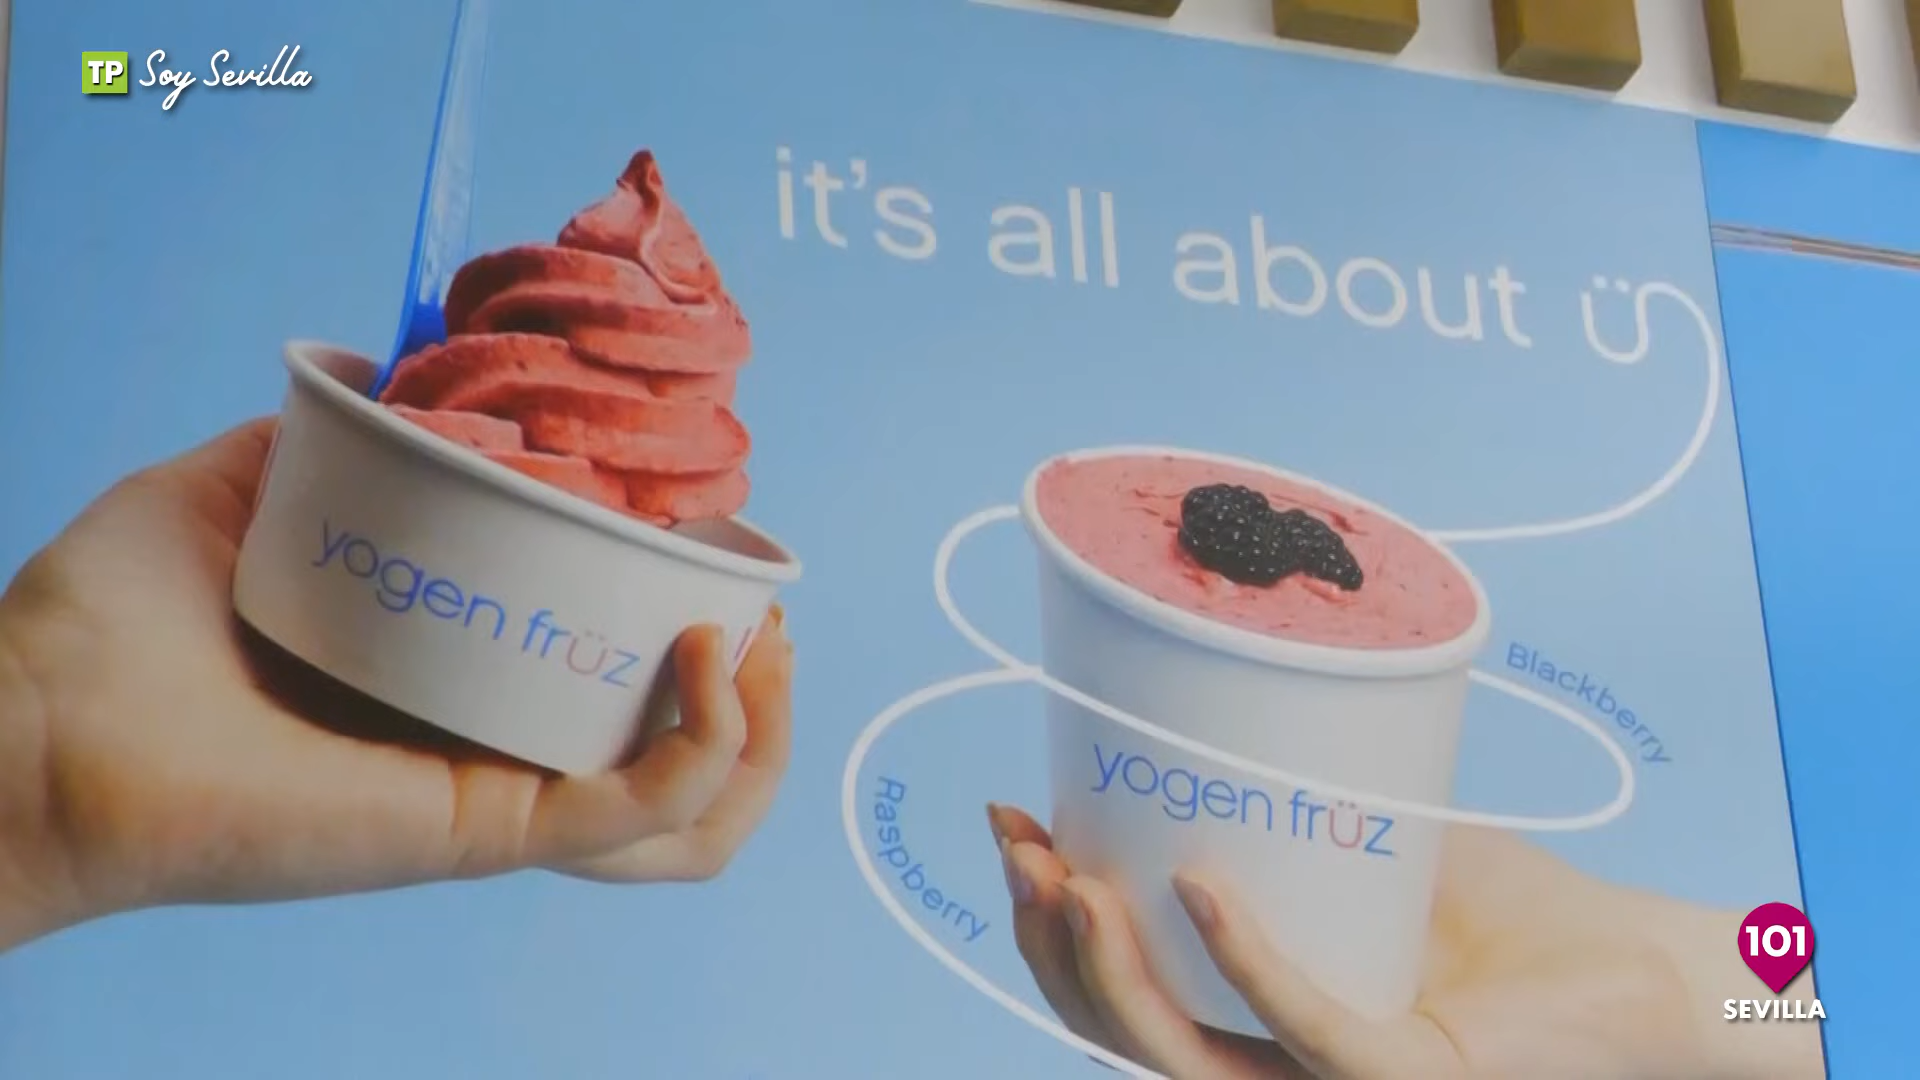 TP Soy Sevilla
it's all about ü
yogen früz
yogen früz
Blackberry
Raspberry
101
SEVILLA